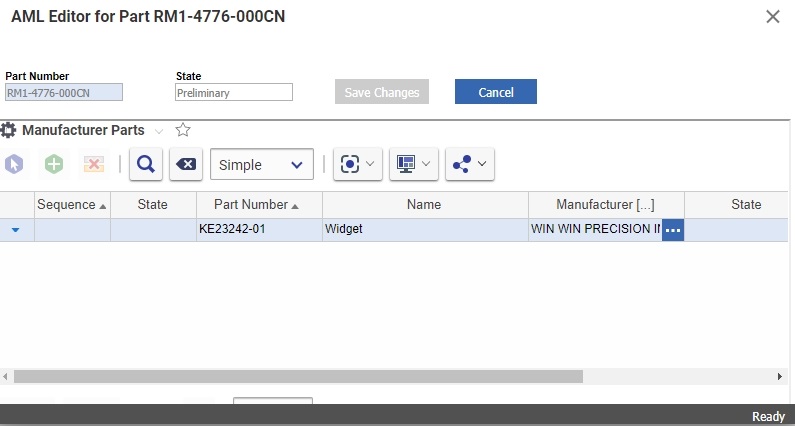 AML Editor for Part RM1-4776-000CN
Part Number State
RM1-4776-000CN Preliminary Save Changes Cancel
Manufacturer Parts
Simple
Sequence State Part Number Name Manufacturer [...] State
KE23242-01 Widget WIN WIN PRECISION
Ready